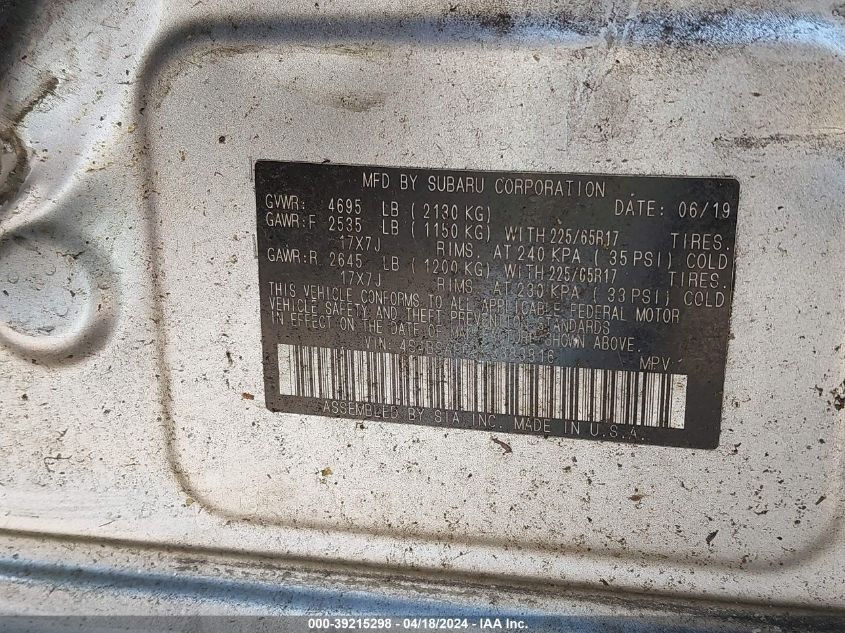 MFD BY SUBARU CORPORATION DATE: 06/19
GVWR: 4695 LB ( 2130 KG)
GAWR:F 2535 LB ( 1150 KG) WITH 225/65R17 TIRES.
17X7J RIMS. AT 240 KPA ( 35 PSI) COLD
GAWR:R 2645 LB ( 1200 KG) WITH 225/65R17 TIRES.
17X7J RIMS. AT 230 KPA ( 33 PSI) COLD
THIS VEHICLE CONFORMS TO ALL APPLICABLE FEDERAL MOTOR
VEHICLE SAFETY AND THEFT PREVENTION STANDARDS
IN EFFECT ON THE DATE OF SHOWN ABOVE.
VIN: MPV
ASSEMBLED BY SIA,INC. MADE IN U.S.A.
000-39215298 - 04/18/2024 - © IAA, Inc.